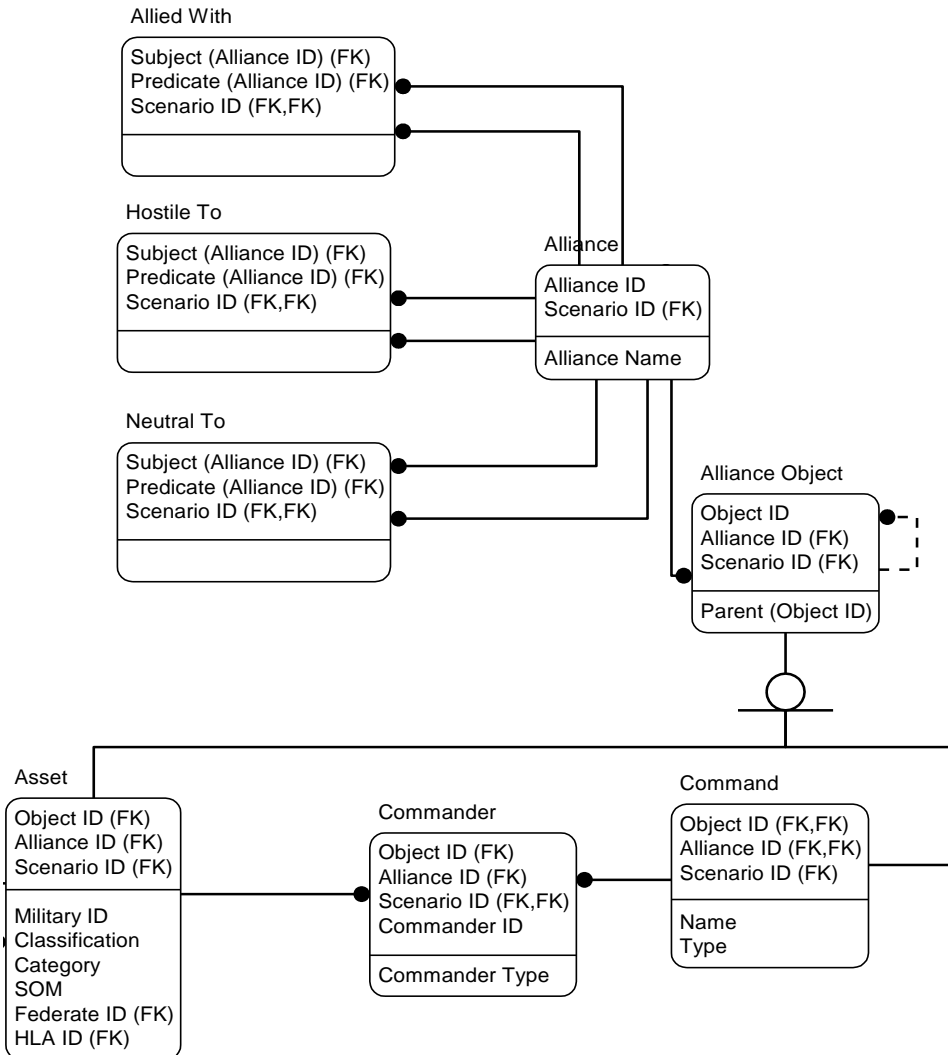 Allied With
Subject (Alliance ID) (FK)
Predicate (Alliance ID) (FK)
Scenario ID (FK,FK)
Hostile To
Subject (Alliance ID) (FK)
Predicate (Alliance ID) (FK)
Scenario ID (FK,FK)
Alliance
Alliance ID
Scenario ID (FK)
Alliance Name
Neutral To
Subject (Alliance ID) (FK)
Predicate (Alliance ID) (FK)
Scenario ID (FK,FK)
Alliance Object
Object ID
Alliance ID (FK)
Scenario ID (FK)
Parent (Object ID)
Asset
Object ID (FK)
Alliance ID (FK)
Scenario ID (FK)
Military ID
Classification
Category
SOM
Federate ID (FK)
HLA ID (FK)
Commander
Object ID (FK)
Alliance ID (FK)
Scenario ID (FK,FK)
Commander ID
Commander Type
Command
Object ID (FK,FK)
Alliance ID (FK,FK)
Scenario ID (FK)
Name
Type